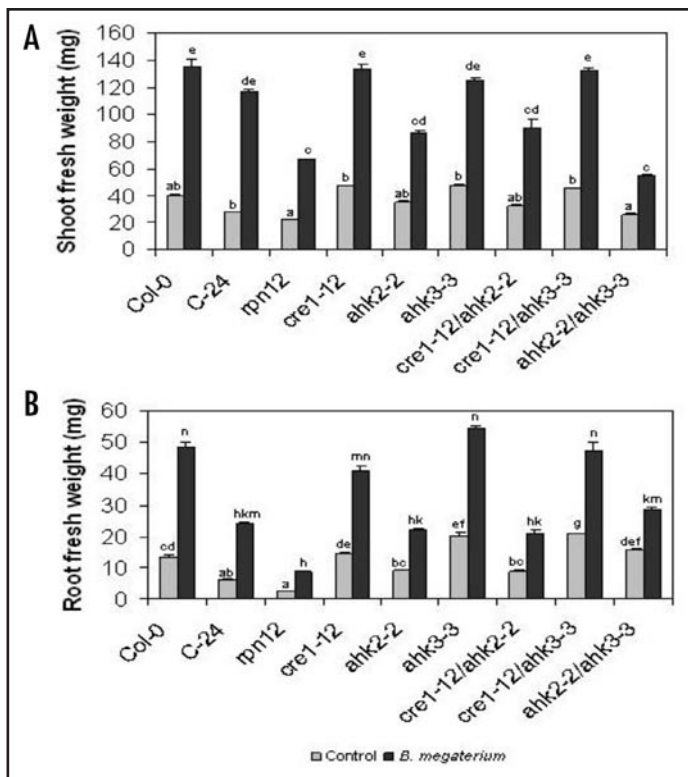 A
Shoot fresh weight (mg)
160
140
120
100
80
60
40
20
0
ab e b de a c b e ab cd b de ab cd b e a c
Col-0 C-24 rpn12 cre1-12 ahk2-2 ahk3-3 cre1-12/ahk2-2 cre1-12/ahk3-3 ahk2-2/ahk3-3
B
Root fresh weight (mg)
60
50
40
30
20
10
0
cd n ab hkm a h de mn bc hk ef n bc hk g n def km
Col-0 C-24 rpn12 cre1-12 ahk2-2 ahk3-3 cre1-12/ahk2-2 cre1-12/ahk3-3 ahk2-2/ahk3-3
Control B. megaterium